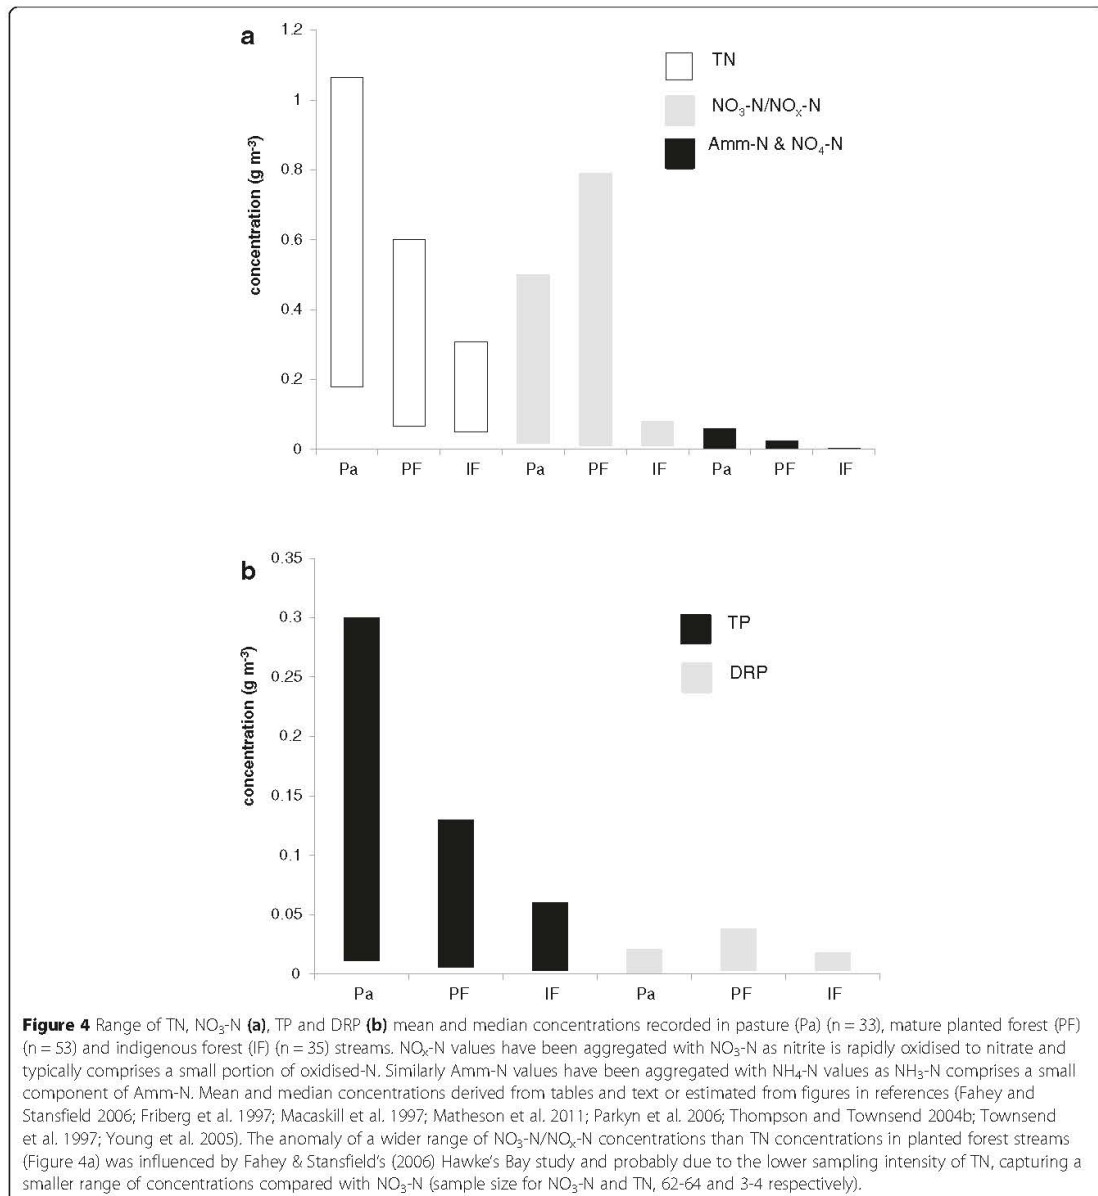 a
1.2
1
0.8
0.6
0.4
0.2
0
concentration (g m-3)
TN
NO3-N/NOx-N
Amm-N & NO4-N
Pa PF IF Pa PF IF Pa PF IF
b
0.35
0.3
0.25
0.2
0.15
0.1
0.05
0
concentration (g m-3)
TP
DRP
Pa PF IF Pa PF IF
Figure 4 Range of TN, NO3-N (a), TP and DRP (b) mean and median concentrations recorded in pasture (Pa) (n = 33), mature planted forest (PF)
(n = 53) and indigenous forest (IF) (n = 35) streams. NOx-N values have been aggregated with NO3-N as nitrite is rapidly oxidised to nitrate and
typically comprises a small portion of oxidised-N. Similarly Amm-N values have been aggregated with NH4-N values as NH3-N comprises a small
component of Amm-N. Mean and median concentrations derived from tables and text or estimated from figures in references (Fahey and
Stansfield 2006; Friberg et al. 1997; Macaskill et al. 1997; Matheson et al. 2011; Parkyn et al. 2006; Thompson and Townsend 2004b; Townsend
et al. 1997; Young et al. 2005). The anomaly of a wider range of NO3-N/NOx-N concentrations than TN concentrations in planted forest streams
(Figure 4a) was influenced by Fahey & Stansfield's (2006) Hawke's Bay study and probably due to the lower sampling intensity of TN, capturing a
smaller range of concentrations compared with NO3-N (sample size for NO3-N and TN, 62-64 and 3-4 respectively).